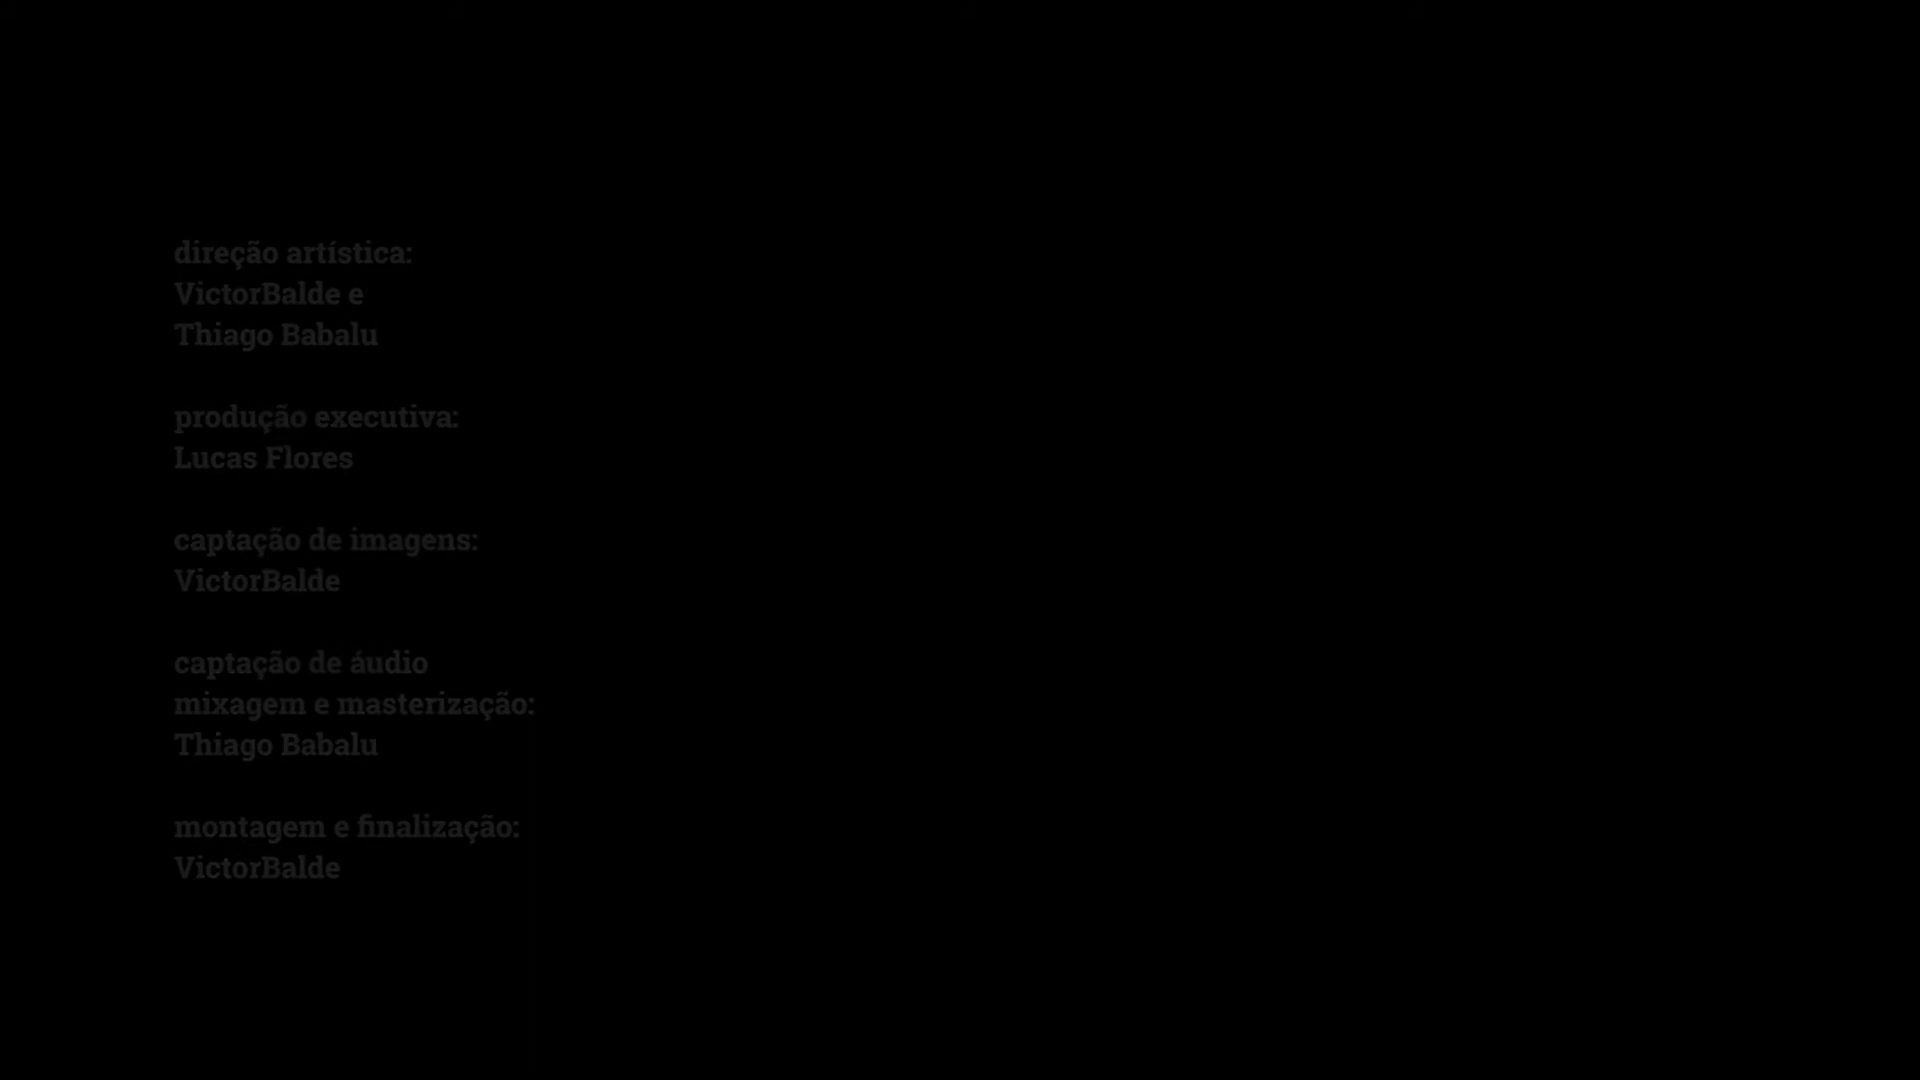 direção artística:
VictorBalde e
Thiago Babalu
produção executiva:
Lucas Flores
captação de imagens:
VictorBalde
captação de áudio
mixagem e masterização:
Thiago Babalu
montagem e finalização:
VictorBalde